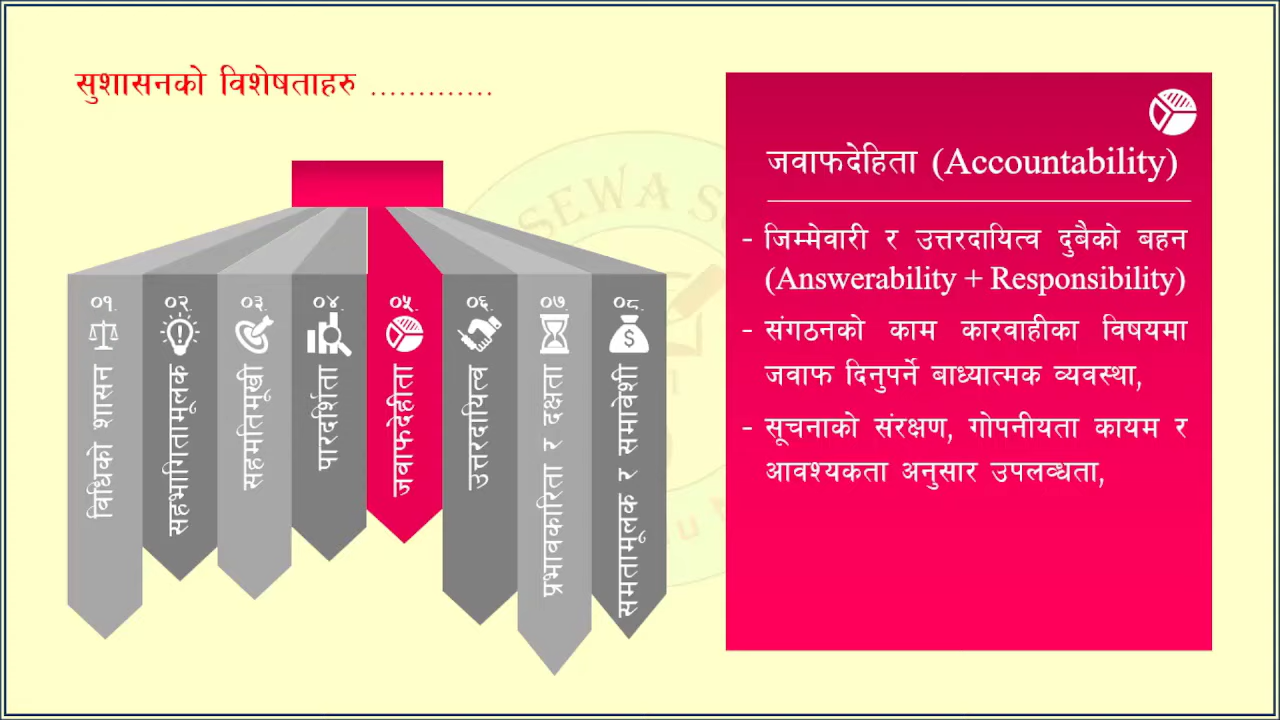 सुशासनको विशेषताहरु .............
०१.
विधिको शासन
०२.
सहभागितामूलक
०३.
सहमतिमूखी
०४.
पारदर्शिता
०५.
जवाफदेहीता
०६.
उत्तरदायित्व
०७.
प्रभावकारिता र दक्षता
०८.
समतामूलक र समावेशी
जवाफदेहिता (Accountability)
- जिम्मेवारी र उत्तरदायित्व दुबैको बहन
(Answerability + Responsibility)
- संगठनको काम कारवाहीका विषयमा
जवाफ दिनुपर्ने बाध्यात्मक व्यवस्था,
- सूचनाको संरक्षण, गोपनीयता कायम र
आवश्यकता अनुसार उपलव्धता,
SEWA